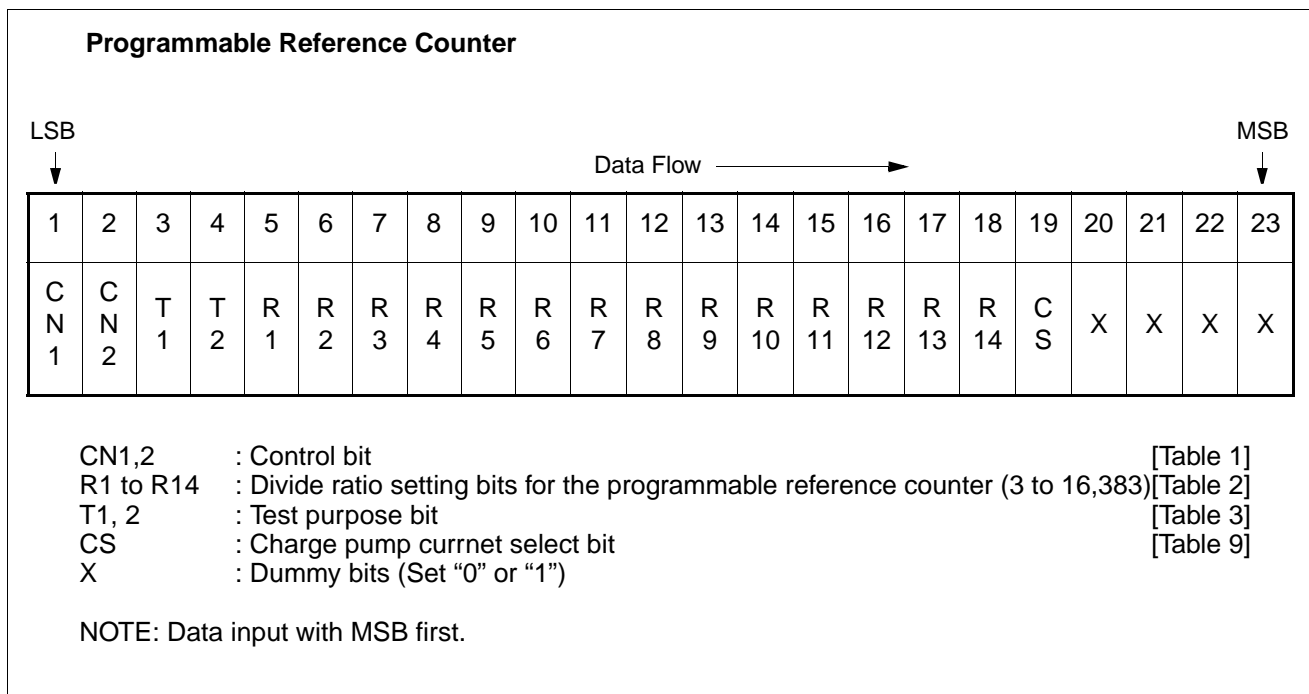 Programmable Reference Counter
LSB MSB
Data Flow
1 2 3 4 5 6 7 8 9 10 11 12 13 14 15 16 17 18 19 20 21 22 23
CN1 CN2 T1 T2 R1 R2 R3 R4 R5 R6 R7 R8 R9 R10 R11 R12 R13 R14 CS X X X X
CN1,2 : Control bit [Table 1]
R1 to R14 : Divide ratio setting bits for the programmable reference counter (3 to 16,383)[Table 2]
T1, 2 : Test purpose bit [Table 3]
CS : Charge pump currnet select bit [Table 9]
X : Dummy bits (Set “0” or “1”)
NOTE: Data input with MSB first.